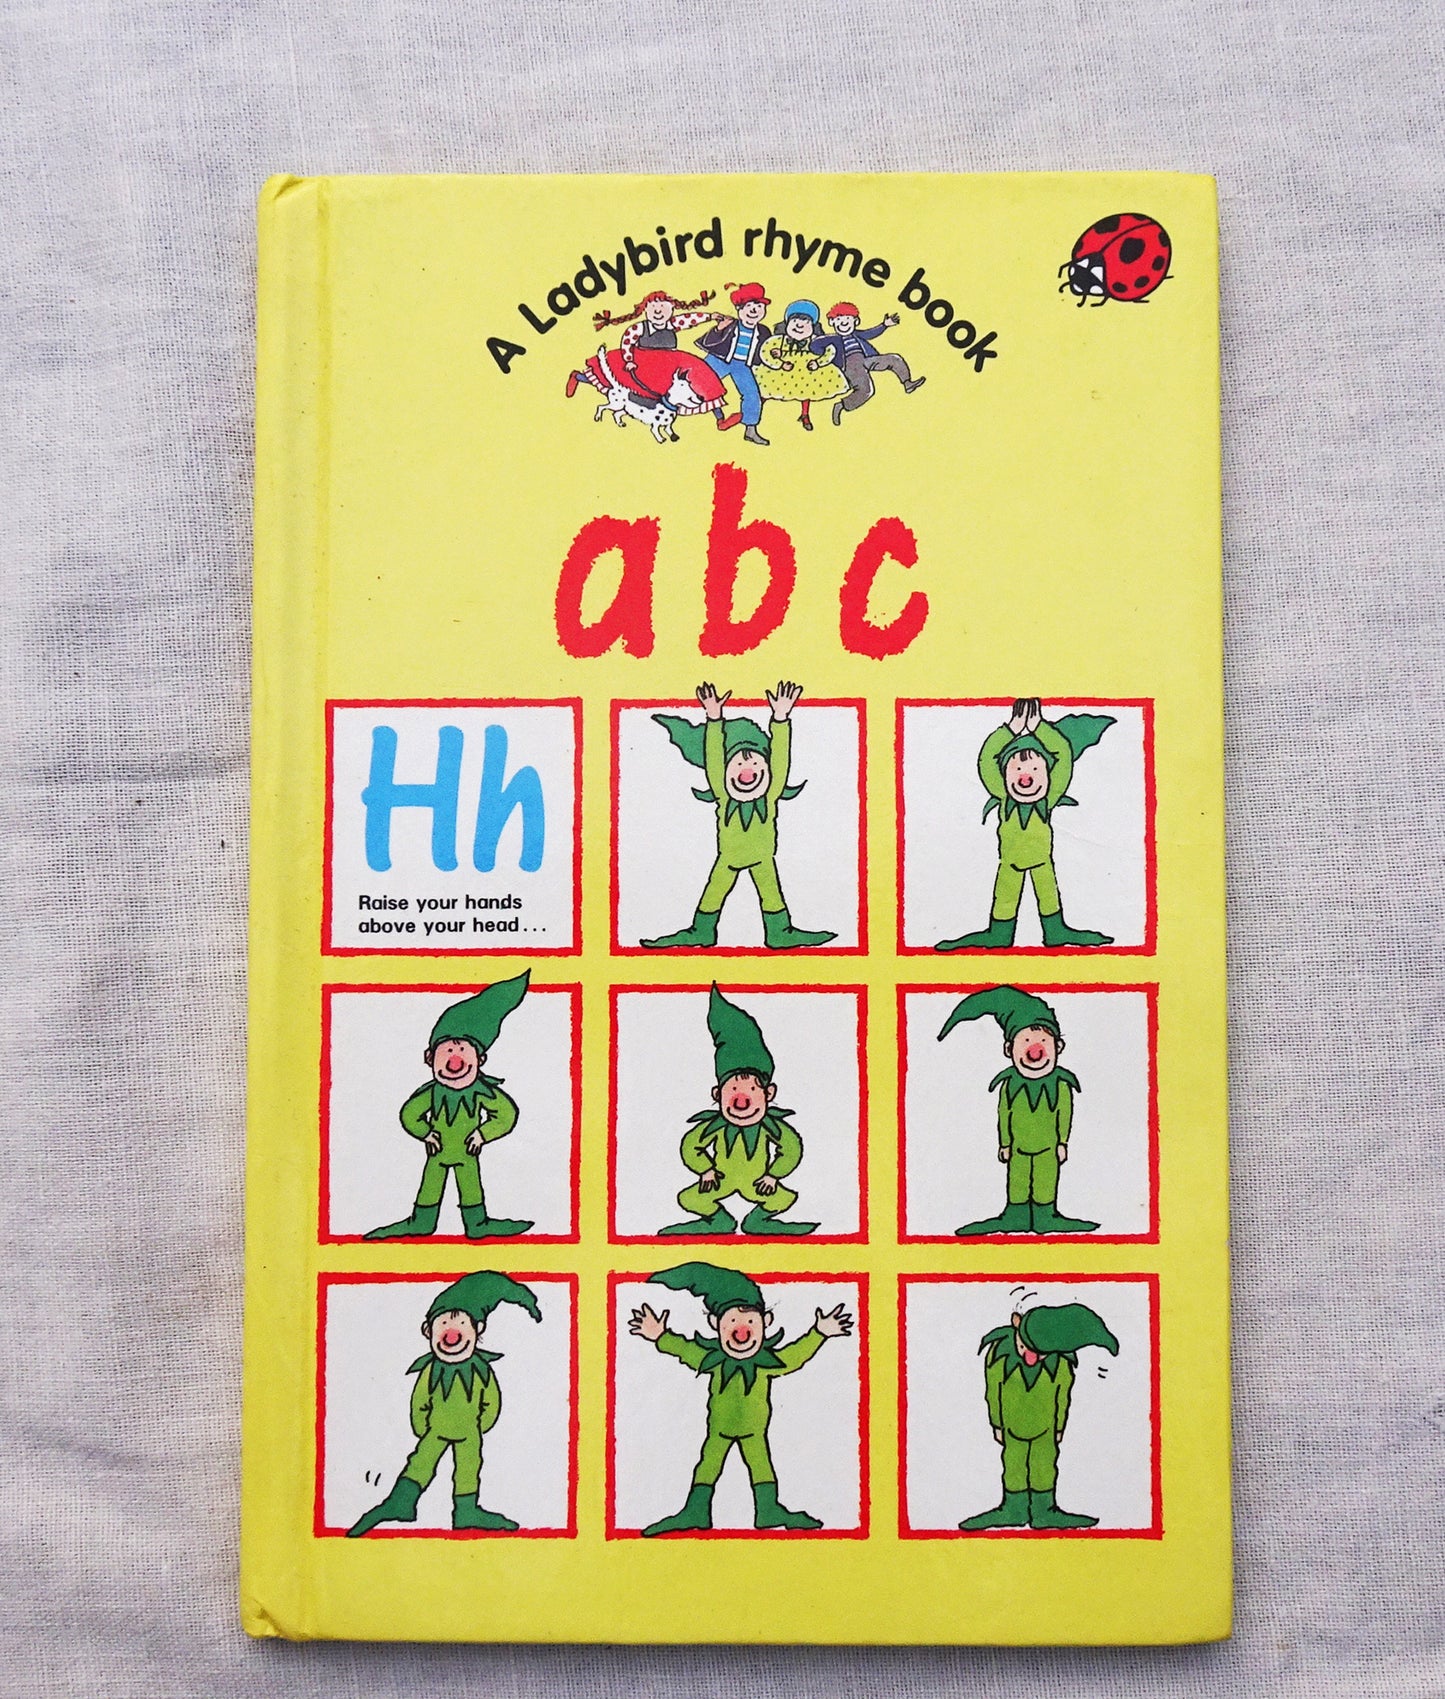 A Ladybird rhyme book
abc
Hh
Raise your hands
above your head...